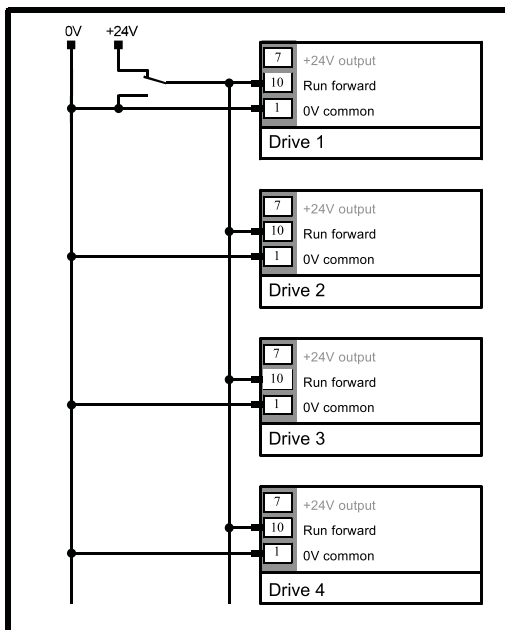 0V +24V
7 +24V output
10 Run forward
1 0V common
Drive 1
7 +24V output
10 Run forward
1 0V common
Drive 2
7 +24V output
10 Run forward
1 0V common
Drive 3
7 +24V output
10 Run forward
1 0V common
Drive 4